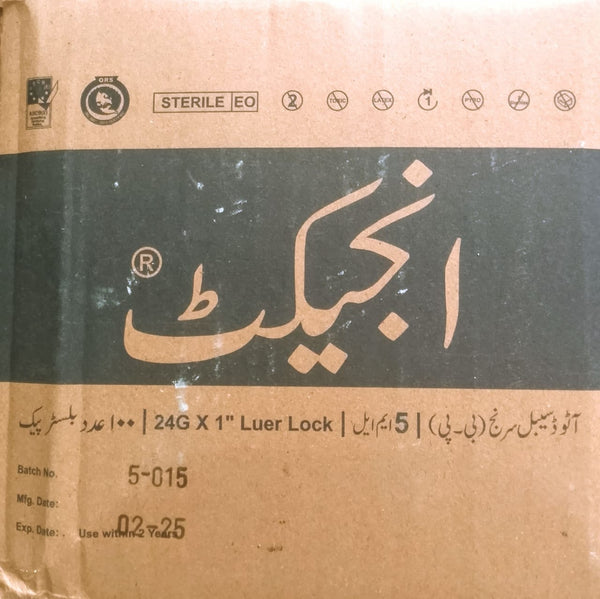 ORS
STERILE EO 2 TOXIC LATEX 1 PYRO
انجیکٹ ®
آٹو ڈسیبل سرنج (بی۔پی) | 5 ایم ایل | 24G X 1" Luer Lock | ۱۰۰ عدد بلسٹر پیک
Batch No. 5-015
Mfg. Date:
02-25
Exp. Date: . Use within 2 Years